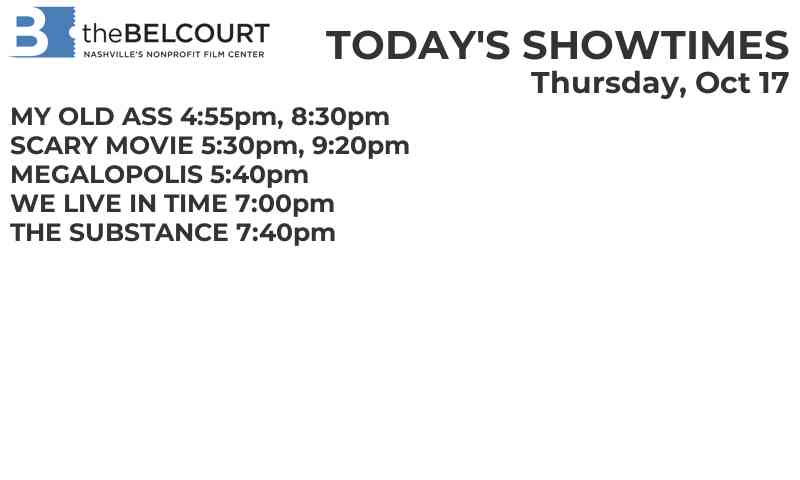 B theBELCOURT
NASHVILLE'S NONPROFIT FILM CENTER
TODAY'S SHOWTIMES
Thursday, Oct 17
MY OLD ASS 4:55pm, 8:30pm
SCARY MOVIE 5:30pm, 9:20pm
MEGALOPOLIS 5:40pm
WE LIVE IN TIME 7:00pm
THE SUBSTANCE 7:40pm